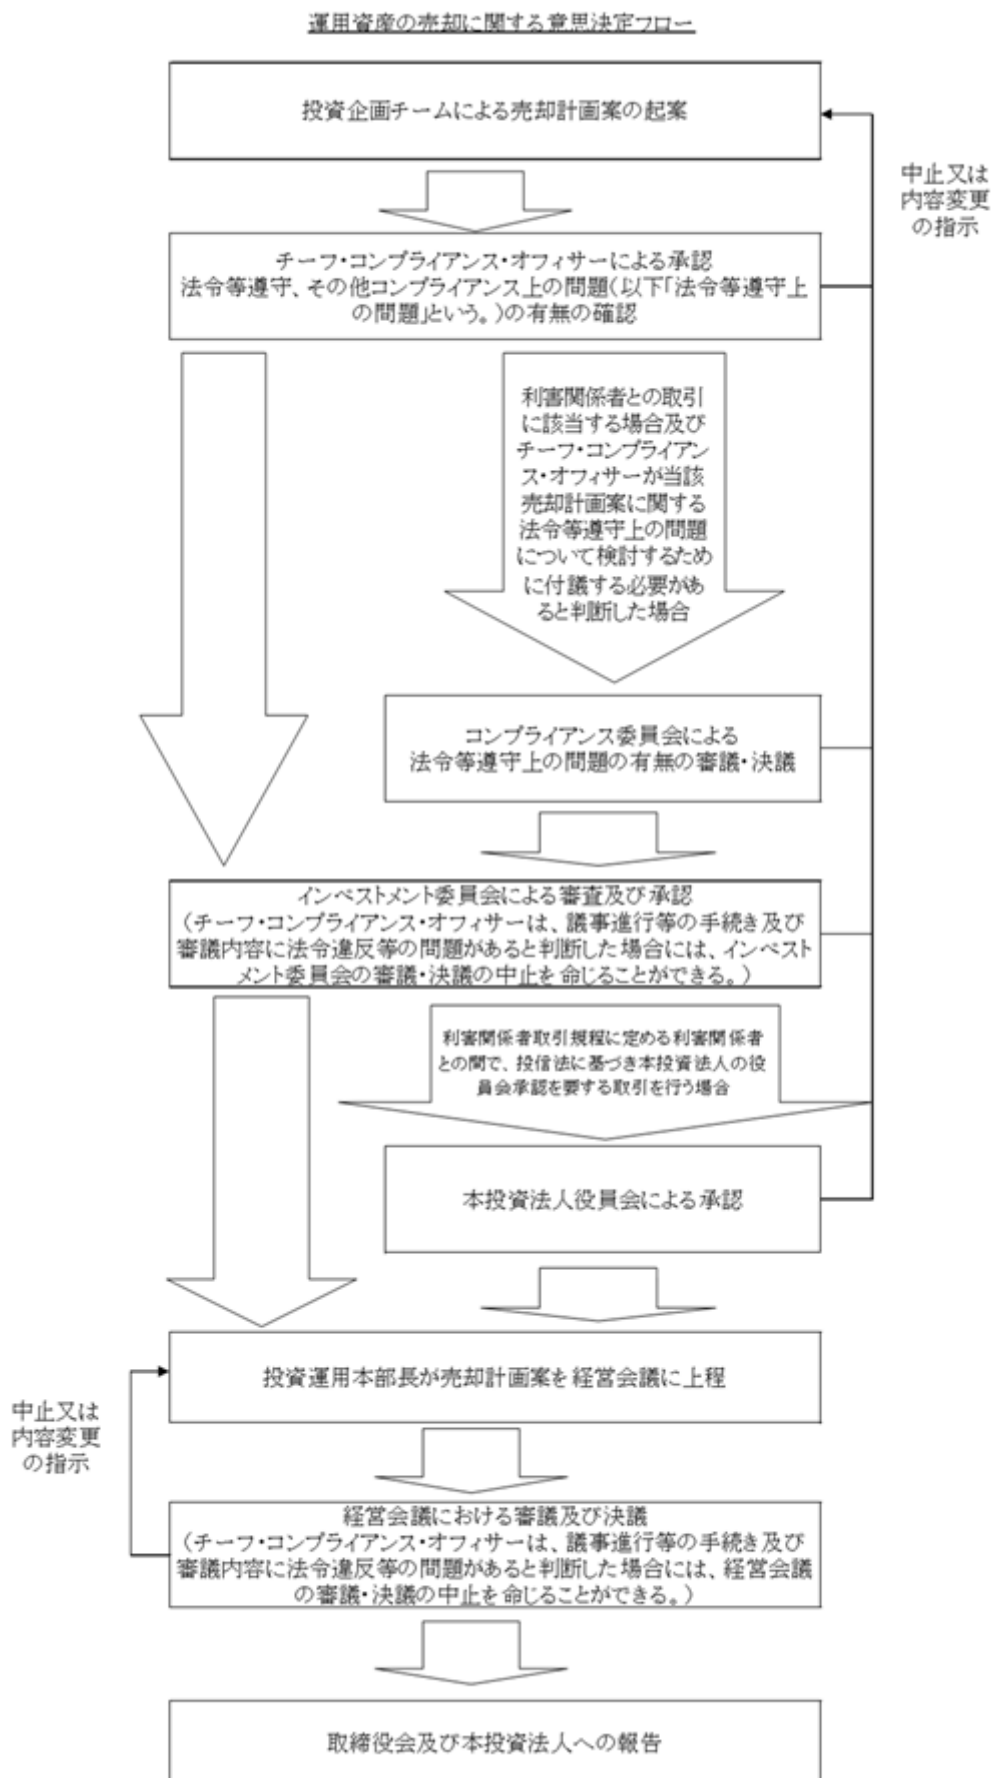 運用資産の売却に関する意思決定フロー
投資企画チームによる売却計画案の起案
中止又は
内容変更
の指示
チーフ・コンプライアンス・オフィサーによる承認
法令等遵守、その他コンプライアンス上の問題(以下「法令等遵守上
の問題」という。)の有無の確認
利害関係者との取引
に該当する場合及び
チーフ・コンプライアン
ス・オフィサーが当該
売却計画案に関する
法令等遵守上の問題
について検討するため
に付議する必要があ
ると判断した場合
コンプライアンス委員会による
法令等遵守上の問題の有無の審議・決議
インベストメント委員会による審査及び承認
(チーフ・コンプライアンス・オフィサーは、議事進行等の手続き及び
審議内容に法令違反等の問題があると判断した場合には、インベスト
メント委員会の審議・決議の中止を命じることができる。)
利害関係者取引規程に定める利害関係者
との間で、投信法に基づき本投資法人の役
員会承認を要する取引を行う場合
本投資法人役員会による承認
投資運用本部長が売却計画案を経営会議に上程
中止又は
内容変更
の指示
経営会議における審議及び決議
(チーフ・コンプライアンス・オフィサーは、議事進行等の手続き及び
審議内容に法令違反等の問題があると判断した場合には、経営会議
の審議・決議の中止を命じることができる。)
取締役会及び本投資法人への報告